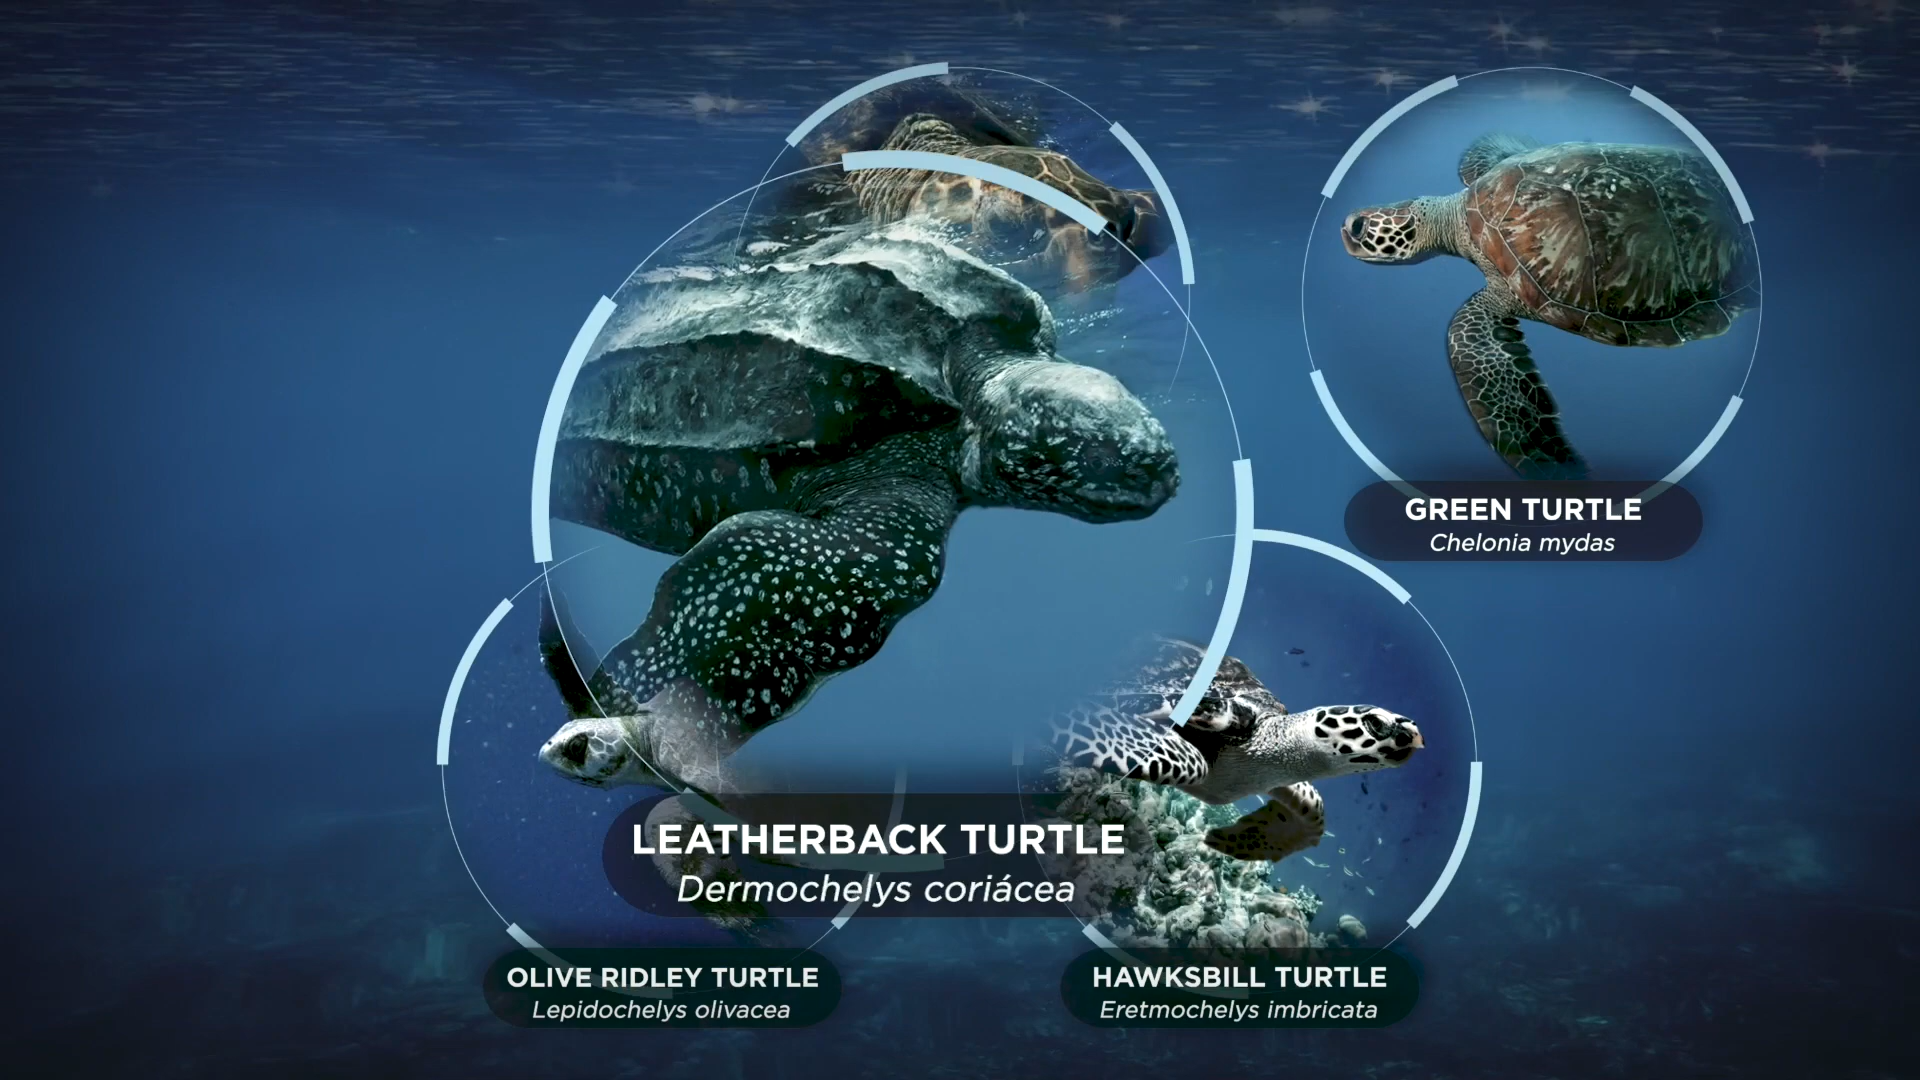 GREEN TURTLE
Chelonia mydas
LEATHERBACK TURTLE
Dermochelys coriácea
OLIVE RIDLEY TURTLE
Lepidochelys olivacea
HAWKSBILL TURTLE
Eretmochelys imbricata